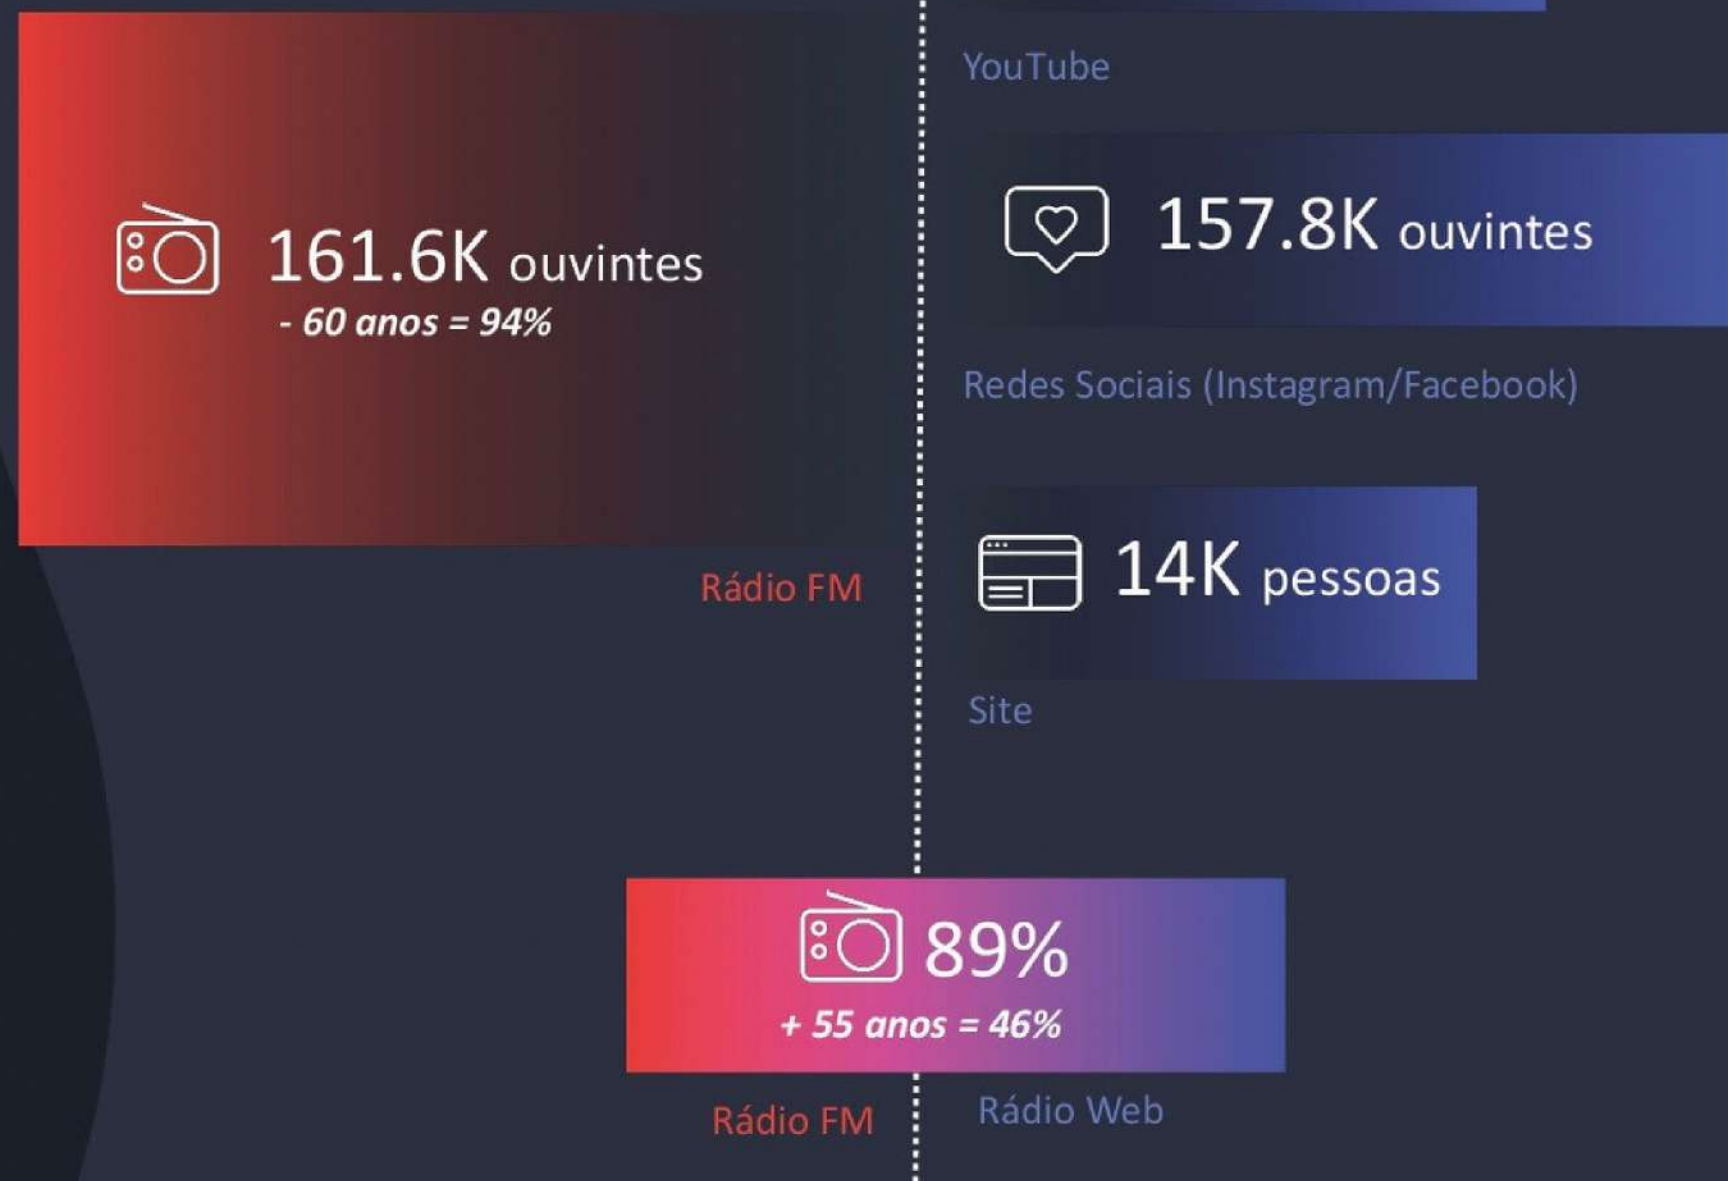 YouTube
161.6K ouvintes
- 60 anos = 94%
157.8K ouvintes
Redes Sociais (Instagram/Facebook)
Rádio FM
14K pessoas
Site
89%
+ 55 anos = 46%
Rádio FM
Rádio Web